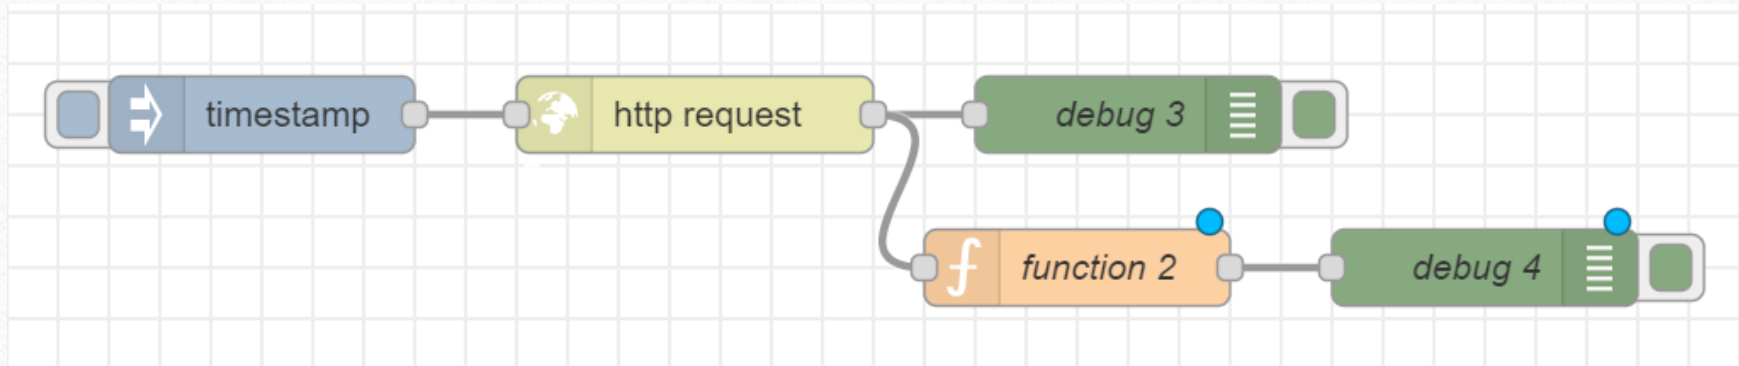 timestamp
http request
debug 3
function 2
debug 4